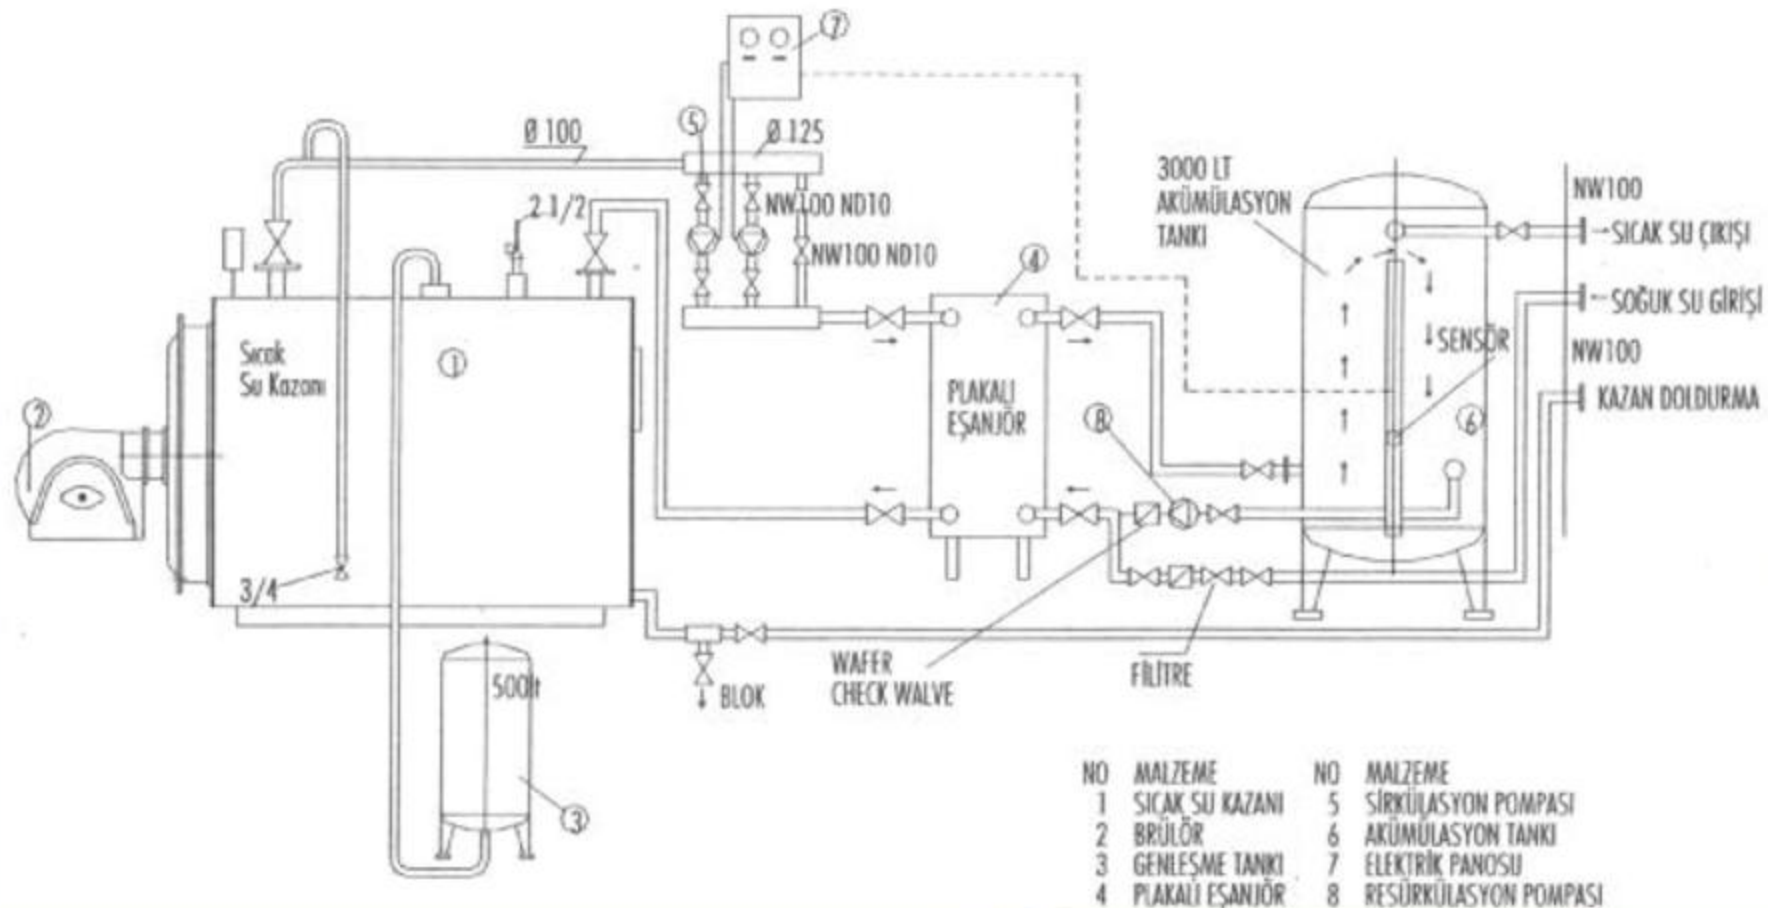 7
5
Ø 100
Ø 125
2 1/2
NW100 ND10
NW100 ND10
3000 LT
AKÜMÜLASYON
TANKI
NW100
SICAK SU ÇIKIŞI
SOĞUK SU GİRİŞİ
NW100
KAZAN DOLDURMA
4
SENSÖR
Sıcak
Su Kazanı
1
2
PLAKALI
EŞANJÖR
8
6
3/4
500 lt
BLOK
WAFER
CHECK WALVE
FİLİTRE
3
NO MALZEME
1 SICAK SU KAZANI
2 BRÜLÖR
3 GENLEŞME TANKI
4 PLAKALI EŞANJÖR
NO MALZEME
5 SİRKÜLASYON POMPASI
6 AKÜMÜLASYON TANKI
7 ELEKTRİK PANOSU
8 RESÜRKÜLASYON POMPASI